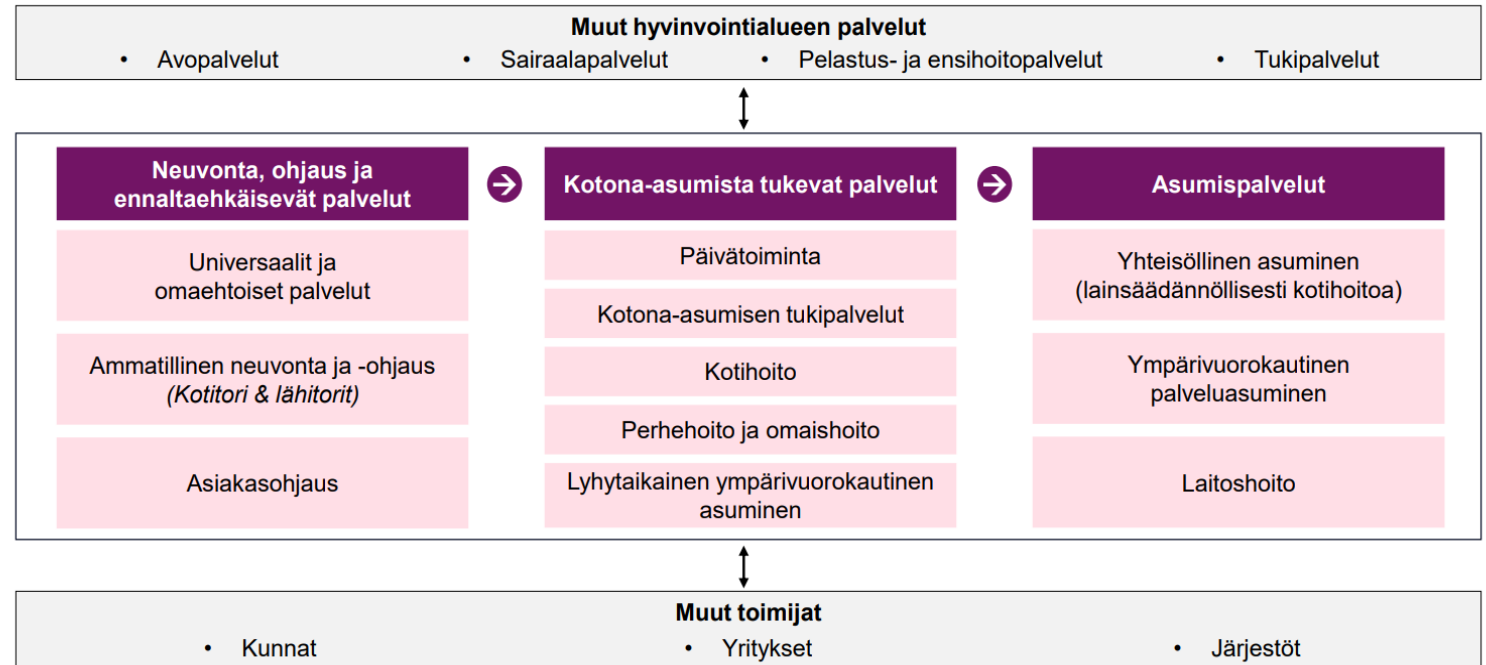 Muut hyvinvointialueen palvelut
• Avopalvelut • Sairaalapalvelut • Pelastus- ja ensihoitopalvelut • Tukipalvelut
Neuvonta, ohjaus ja
ennaltaehkäisevät palvelut
Universaalit ja
omaehtoiset palvelut
Ammatillinen neuvonta ja -ohjaus
(Kotitori & lähitorit)
Asiakasohjaus
Kotona-asumista tukevat palvelut
Päivätoiminta
Kotona-asumisen tukipalvelut
Kotihoito
Perhehoito ja omaishoito
Lyhytaikainen ympärivuorokautinen
asuminen
Asumispalvelut
Yhteisöllinen asuminen
(lainsäädännöllisesti kotihoitoa)
Ympärivuorokautinen
palveluasuminen
Laitoshoito
Muut toimijat
• Kunnat • Yritykset • Järjestöt